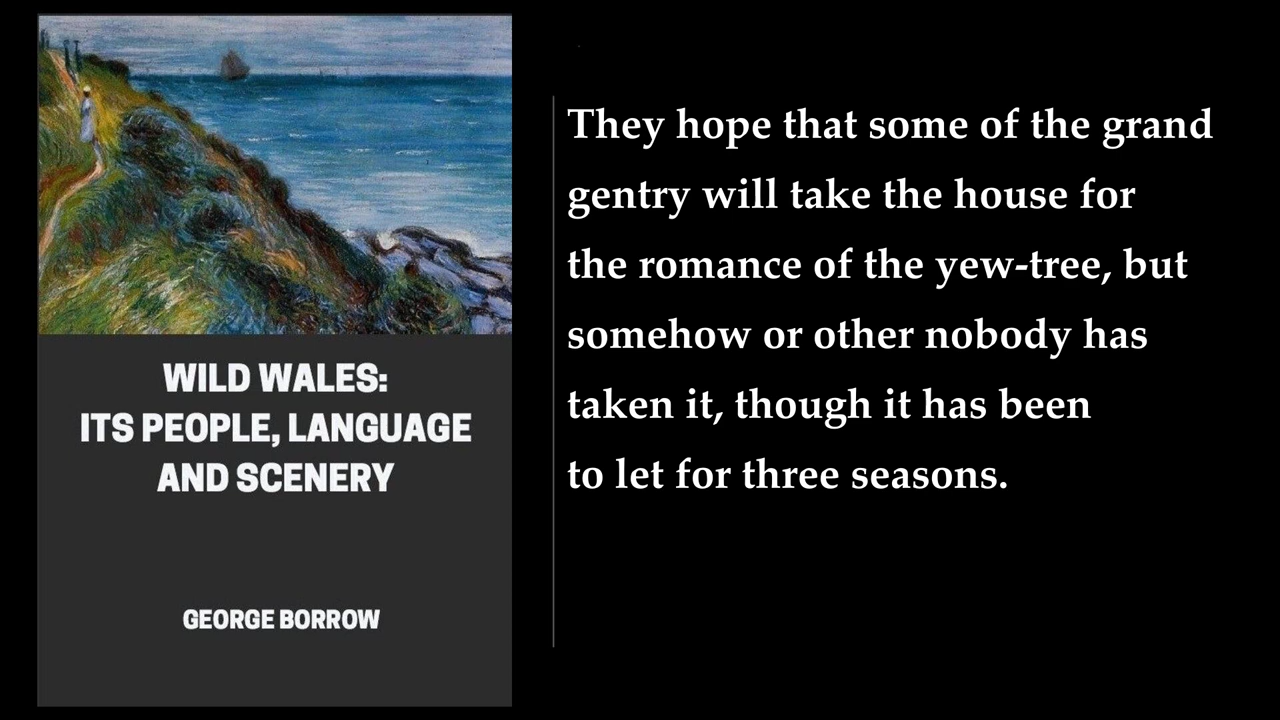 WILD WALES:
ITS PEOPLE, LANGUAGE
AND SCENERY
GEORGE BORROW
They hope that some of the grand
gentry will take the house for
the romance of the yew-tree, but
somehow or other nobody has
taken it, though it has been
to let for three seasons.